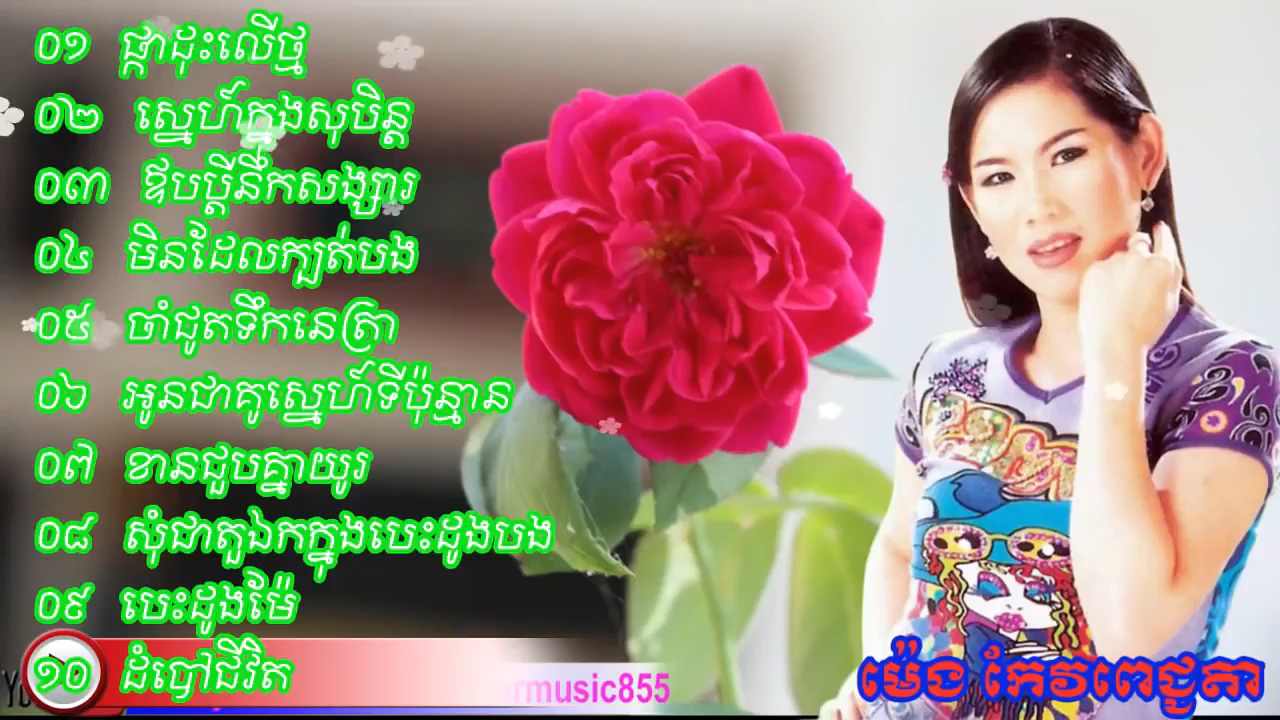 ០១ ផ្កាដុះលើថ្ម
០២ ស្នេហ៍ក្នុងសុបិន្ត
០៣ ឪបប្តីនឹកសង្សារ
០៤ មិនដែលក្បត់បង
០៥ ចាំជូតទឹកនេត្រា
០៦ អូនជាគូស្នេហ៍ទីប៉ុន្មាន
០៧ ខានជួបគ្នាយូរ
០៨ សុំជាតួឯកក្នុងបេះដូងបង
០៩ បេះដូងម៉ែ
១០ ដំបៅជីវិត
rmusic855
ម៉េង កែវពេជ្ជតា